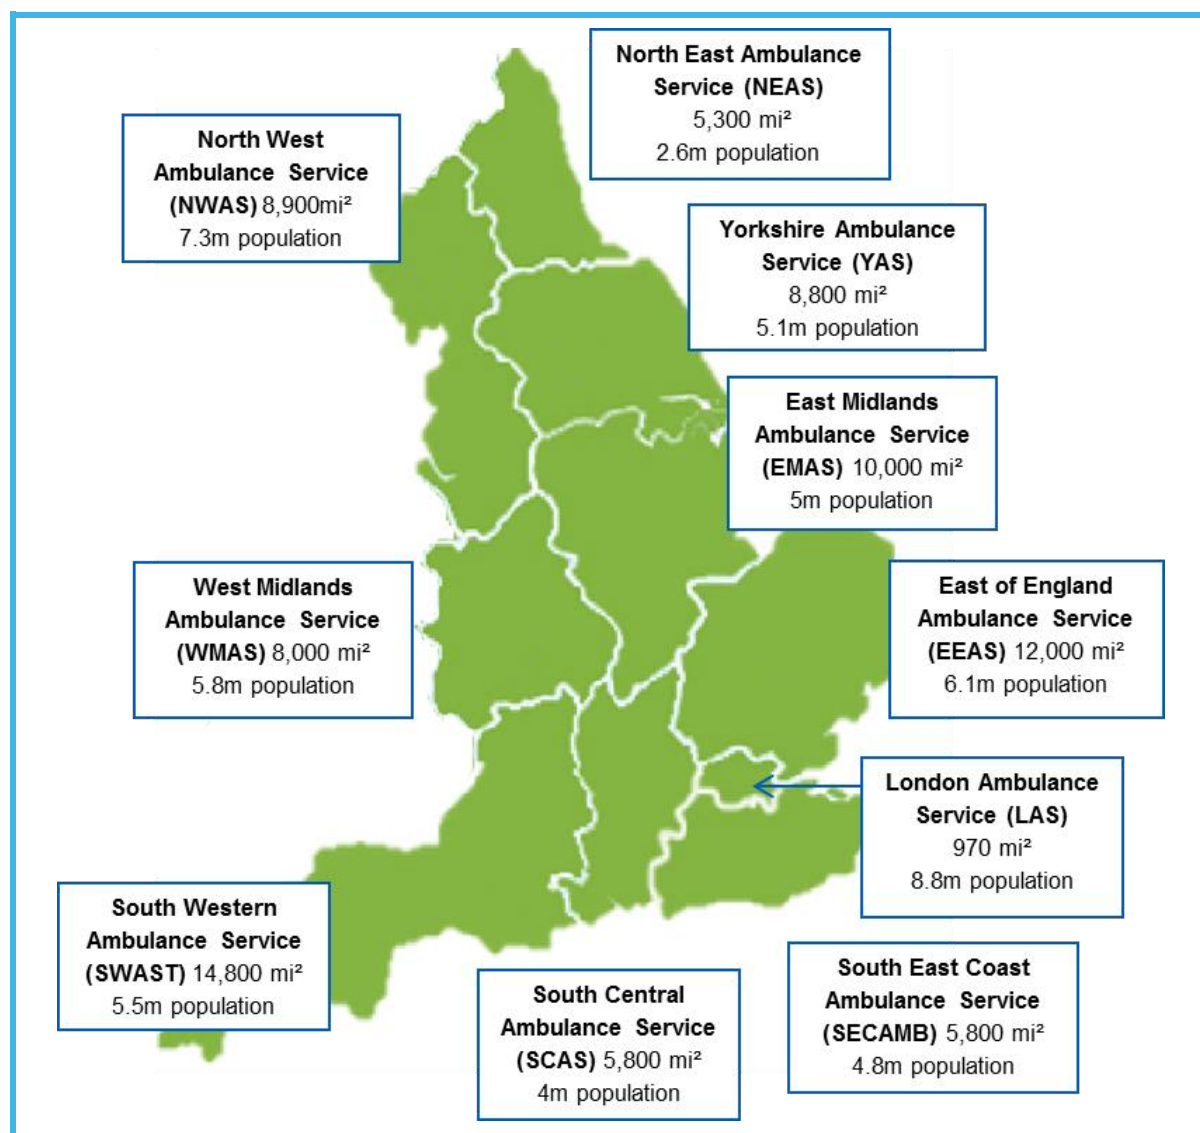 North East Ambulance
Service (NEAS)
5,300 mi²
2.6m population
North West
Ambulance Service
(NWAS) 8,900mi²
7.3m population
Yorkshire Ambulance
Service (YAS)
8,800 mi²
5.1m population
East Midlands
Ambulance Service
(EMAS) 10,000 mi²
5m population
West Midlands
Ambulance Service
(WMAS) 8,000 mi²
5.8m population
East of England
Ambulance Service
(EEAS) 12,000 mi²
6.1m population
London Ambulance
Service (LAS)
970 mi²
8.8m population
South Western
Ambulance Service
(SWAST) 14,800 mi²
5.5m population
South Central
Ambulance Service
(SCAS) 5,800 mi²
4m population
South East Coast
Ambulance Service
(SECAMB) 5,800 mi²
4.8m population